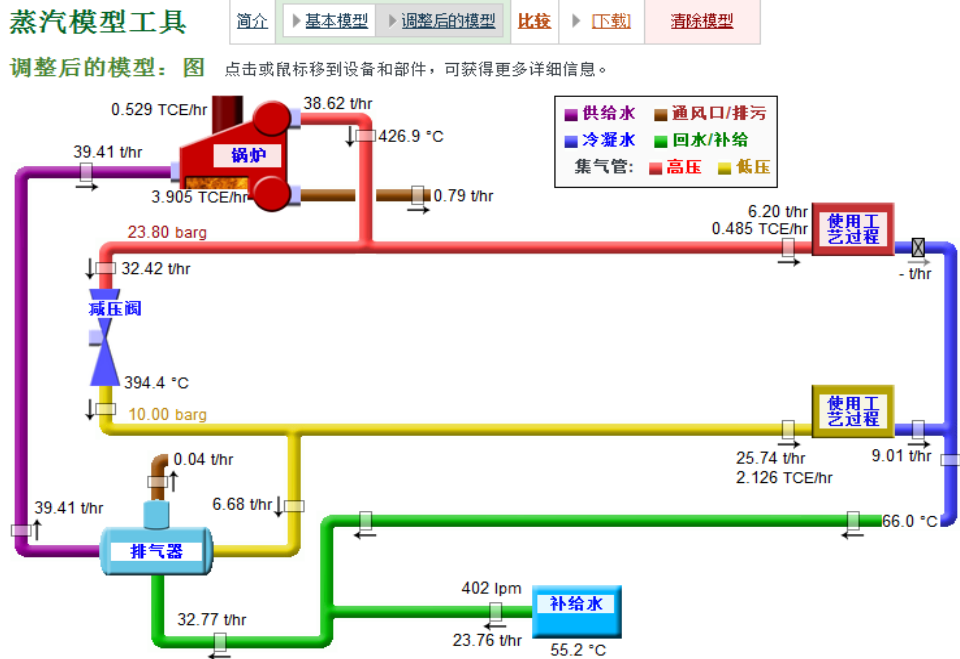 蒸汽模型工具
简介
基本模型
调整后的模型
比较
[下载]
清除模型
调整后的模型：图 点击或鼠标移到设备和部件，可获得更多详细信息。
0.529 TCE/hr
38.62 t/hr
426.9 °C
39.41 t/hr
锅炉
3.905 TCE/hr
0.79 t/hr
供给水
通风口/排污
冷凝水
回水/补给
集气管:
高压
低压
23.80 barg
6.20 t/hr
0.485 TCE/hr
使用工
艺过程
- t/hr
32.42 t/hr
减压阀
394.4 °C
10.00 barg
使用工
艺过程
25.74 t/hr
2.126 TCE/hr
9.01 t/hr
0.04 t/hr
39.41 t/hr
6.68 t/hr
排气器
66.0 °C
32.77 t/hr
402 lpm
补给水
23.76 t/hr
55.2 °C